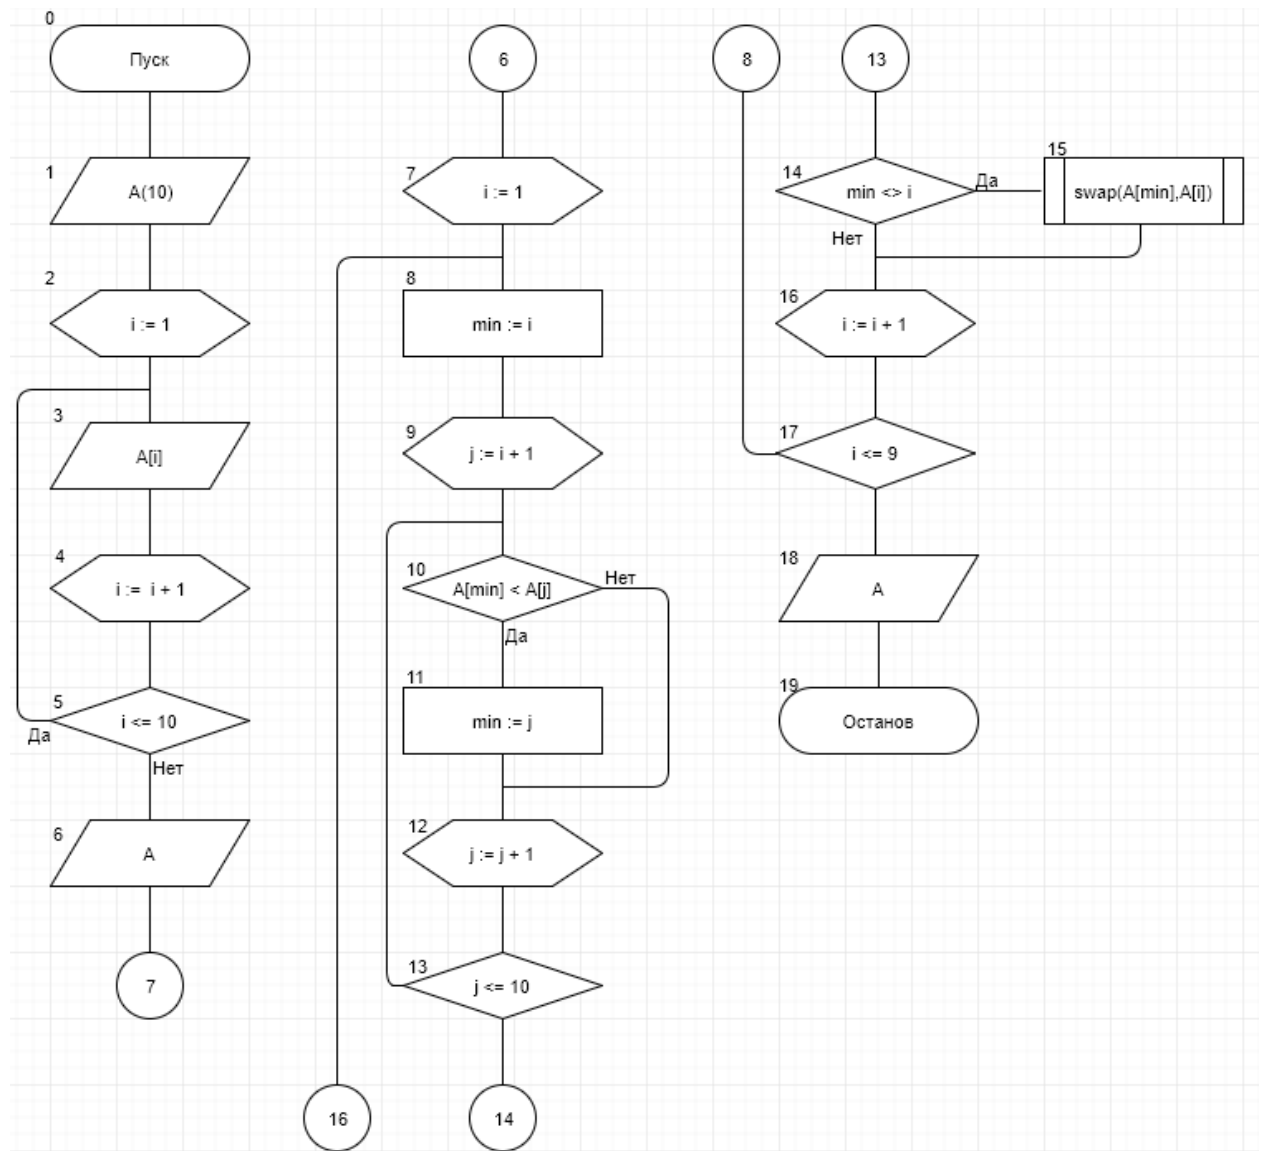 0
Пуск
1
A(10)
2
i := 1
3
A[i]
4
i := i + 1
5
i <= 10
Да
Нет
6
A
7
6
7
i := 1
8
min := i
9
j := i + 1
10
A[min] < A[j]
Нет
Да
11
min := j
12
j := j + 1
13
j <= 10
16
14
8
13
14
min <> i
Да
15
swap(A[min],A[i])
Нет
16
i := i + 1
17
i <= 9
18
A
19
Останов